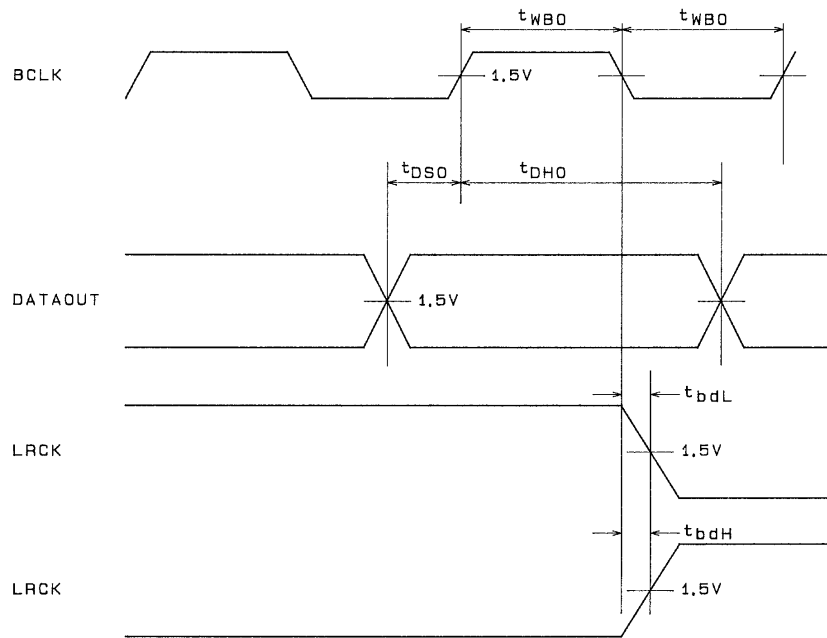 tWBO tWBO
BCLK 1.5V
tDSO tDHO
DATAOUT 1.5V
tbdL
LRCK 1.5V
tbdH
LRCK 1.5V